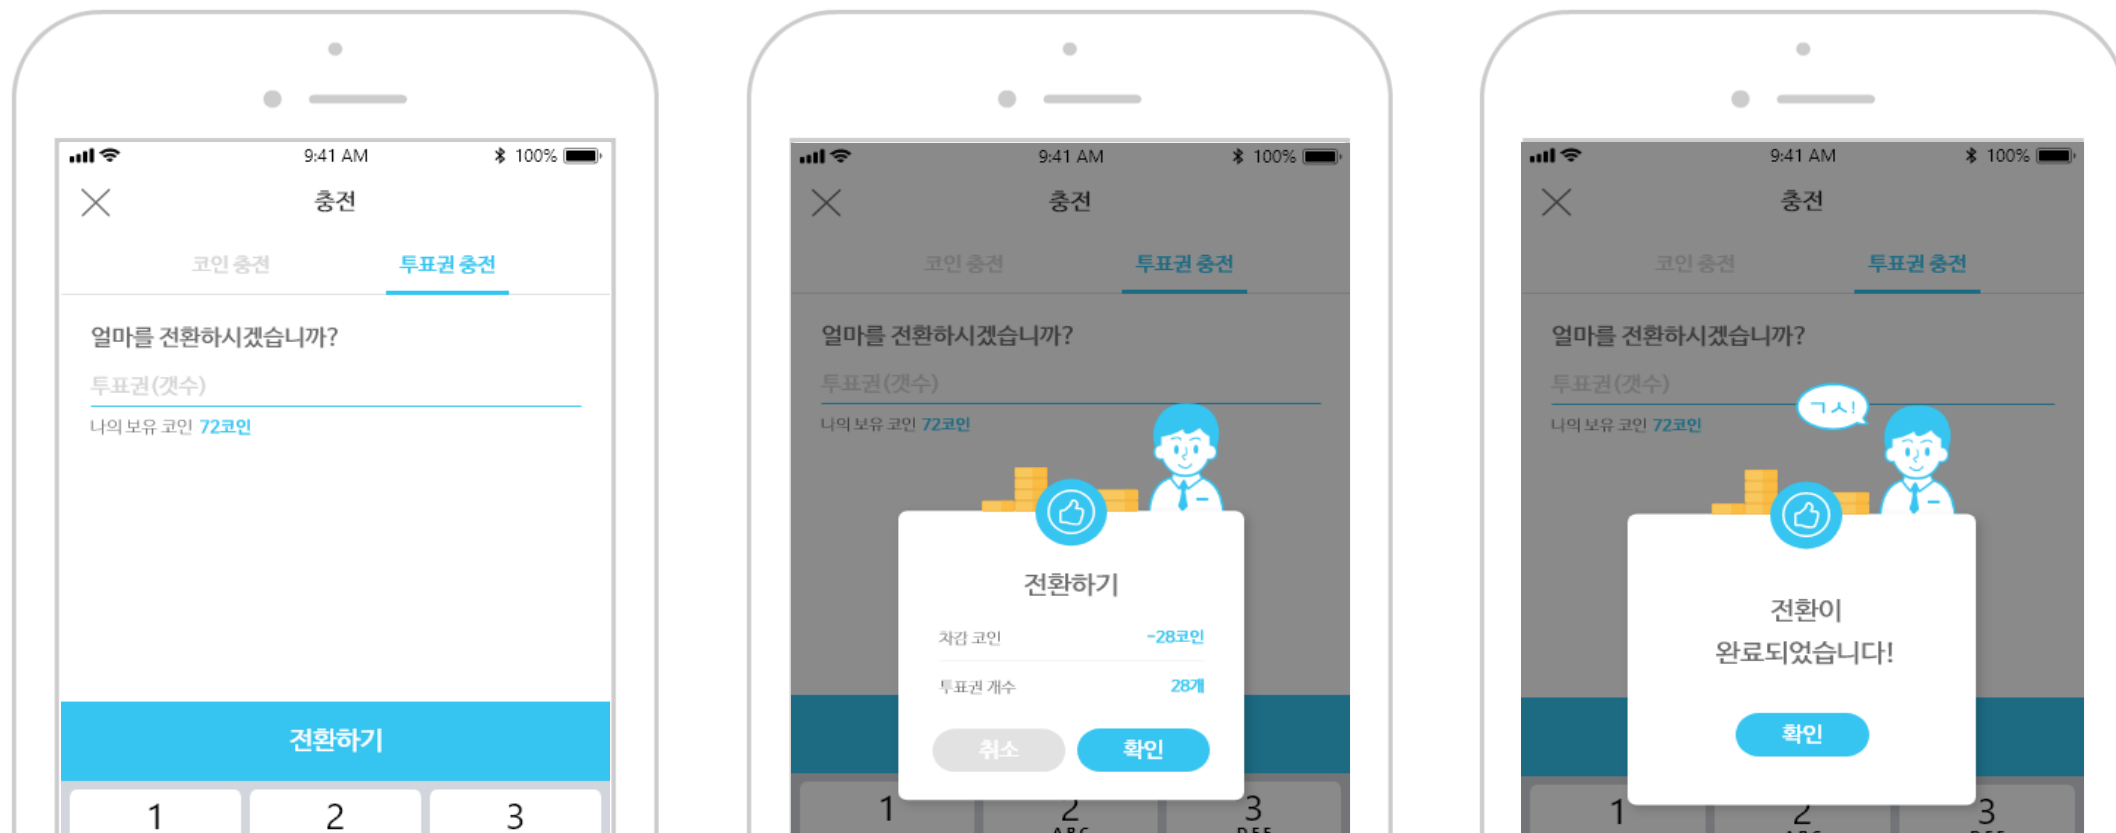 9:41 AM
100%
충전
코인 충전
투표권 충전
얼마를 전환하시겠습니까?
투표권(갯수)
나의 보유 코인 72코인
전환하기
1
2
3
9:41 AM
100%
충전
코인 충전
투표권 충전
얼마를 전환하시겠습니까?
투표권(갯수)
나의 보유 코인 72코인
전환하기
차감 코인 -28코인
투표권 개수 28개
취소
확인
1
2
3
ABC
DEF
9:41 AM
100%
충전
코인 충전
투표권 충전
얼마를 전환하시겠습니까?
투표권(갯수)
ㄱㅅ!
나의 보유 코인 72코인
전환이
완료되었습니다!
확인
1
2
3
ABC
DEF